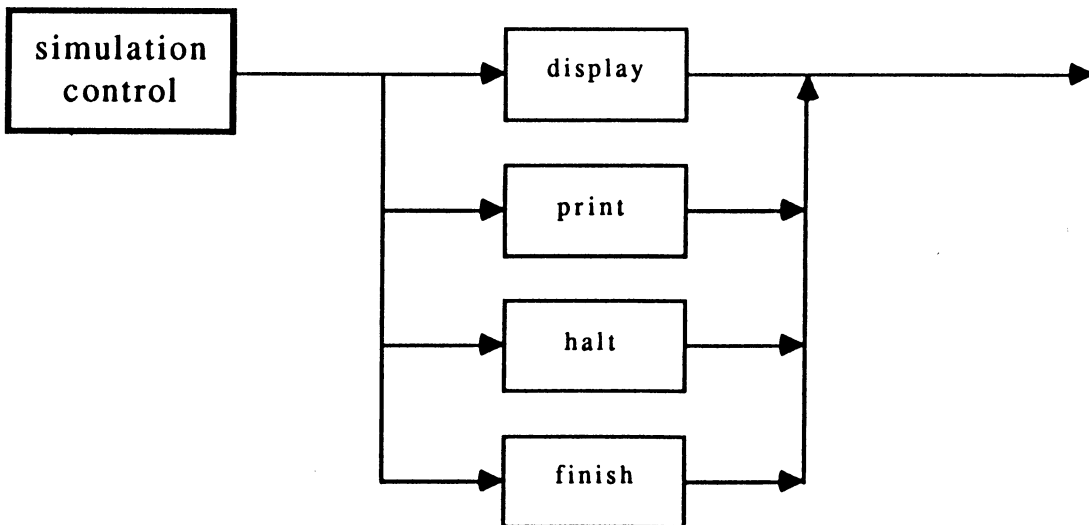 simulation
control
display
print
halt
finish